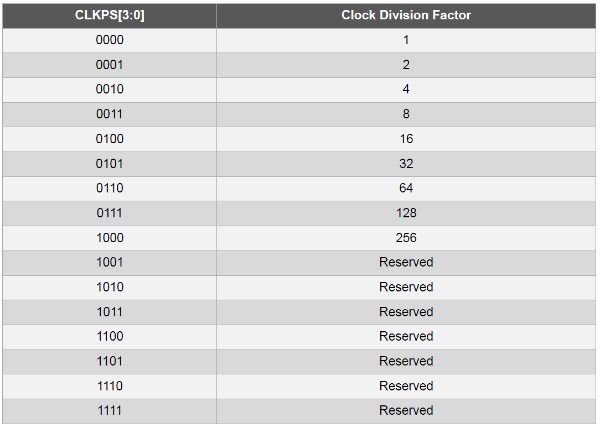 CLKPS[3:0] Clock Division Factor
0000 1
0001 2
0010 4
0011 8
0100 16
0101 32
0110 64
0111 128
1000 256
1001 Reserved
1010 Reserved
1011 Reserved
1100 Reserved
1101 Reserved
1110 Reserved
1111 Reserved